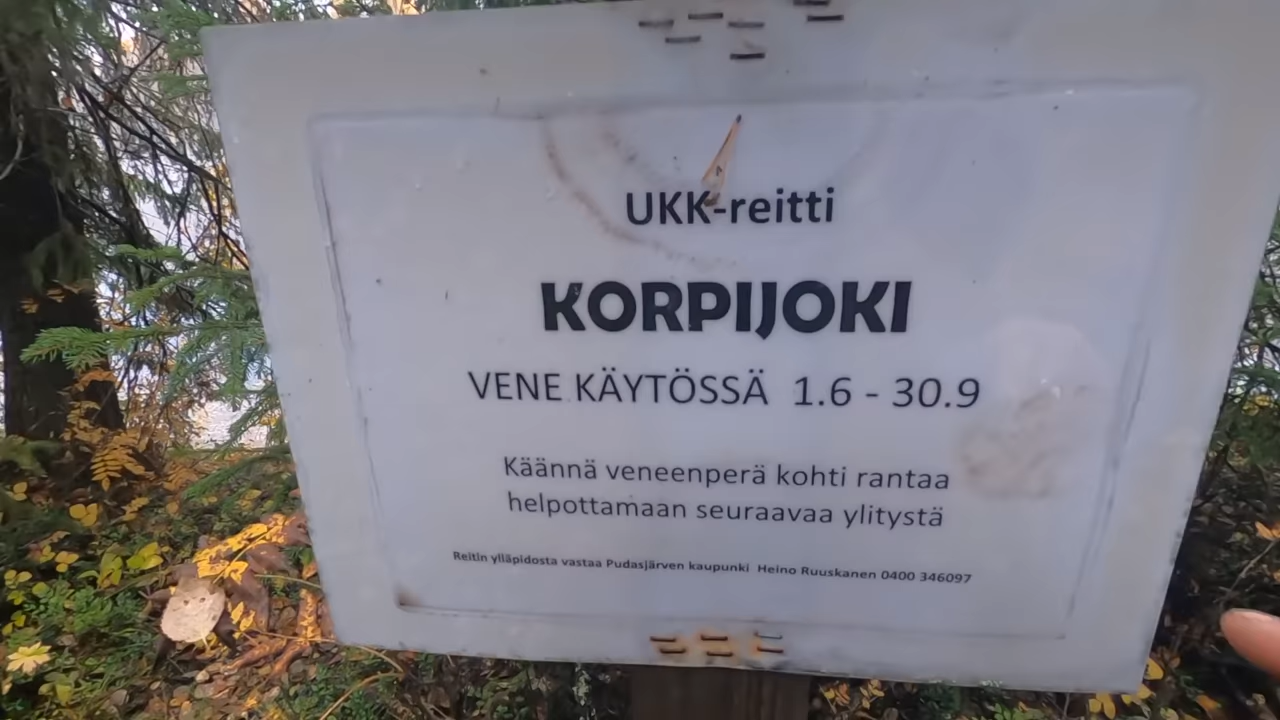 UKK-reitti
KORPIJOKI
VENE KÄYTÖSSÄ 1.6 - 30.9
Käännä veneenperä kohti rantaa
helpottamaan seuraavaa ylitystä
Reitin ylläpidosta vastaa Pudasjärven kaupunki Heino Ruuskanen 0400 346097